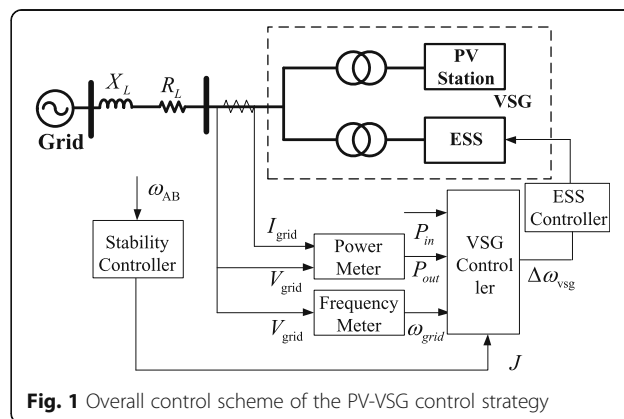 X_L
R_L
Grid
PV
Station
VSG
ESS
ω_AB
Stability
Controller
I_grid
V_grid
V_grid
Power
Meter
Frequency
Meter
P_in
P_out
ω_grid
VSG
Control
ler
ESS
Controller
Δω_vsg
J
Fig. 1 Overall control scheme of the PV-VSG control strategy